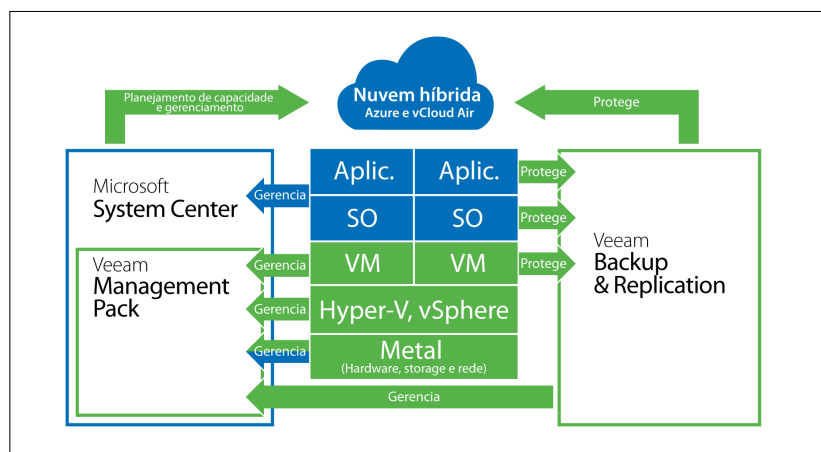 Nuvem híbrida
Azure e vCloud Air
Planejamento de capacidade
e gerenciamento
Protege
Microsoft
System Center
Veeam
Management
Pack
Gerencia
Gerencia
Gerencia
Gerencia
Aplic. Aplic.
SO SO
VM VM
Hyper-V, vSphere
Metal
(Hardware, storage e rede)
Protege
Protege
Protege
Veeam
Backup
& Replication
Gerencia